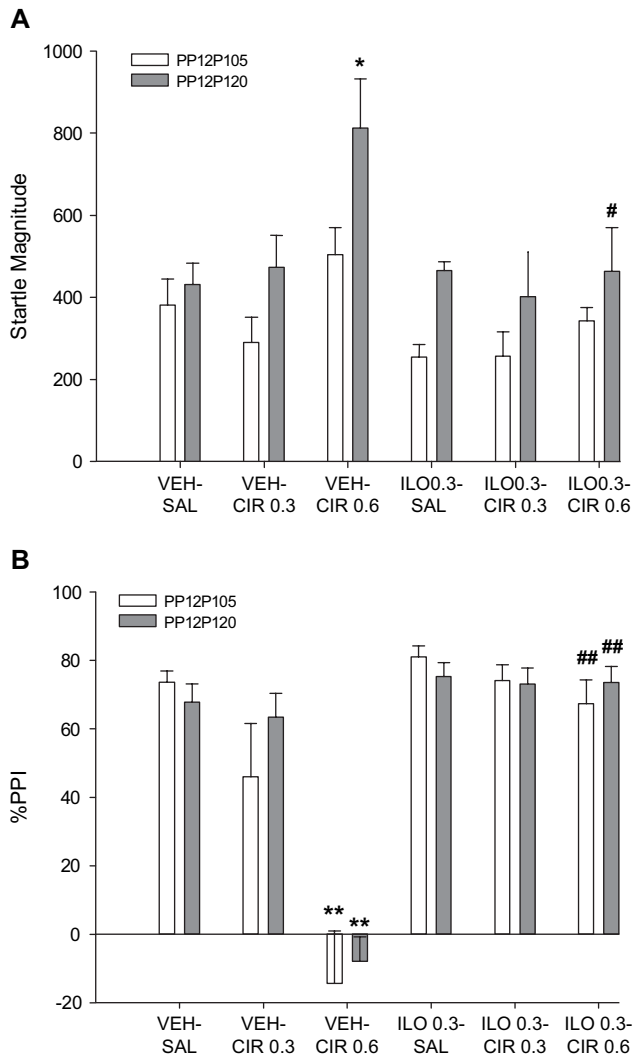 A
1000
800
600
400
200
0
Startle Magnitude
PP12P105
PP12P120
*
#
VEH-
SAL
VEH-
CIR 0.3
VEH-
CIR 0.6
ILO0.3-
SAL
ILO0.3-
CIR 0.3
ILO0.3-
CIR 0.6
B
100
80
60
40
20
0
-20
%PPI
PP12P105
PP12P120
**
**
##
##
VEH-
SAL
VEH-
CIR 0.3
VEH-
CIR 0.6
ILO 0.3-
SAL
ILO 0.3-
CIR 0.3
ILO 0.3-
CIR 0.6